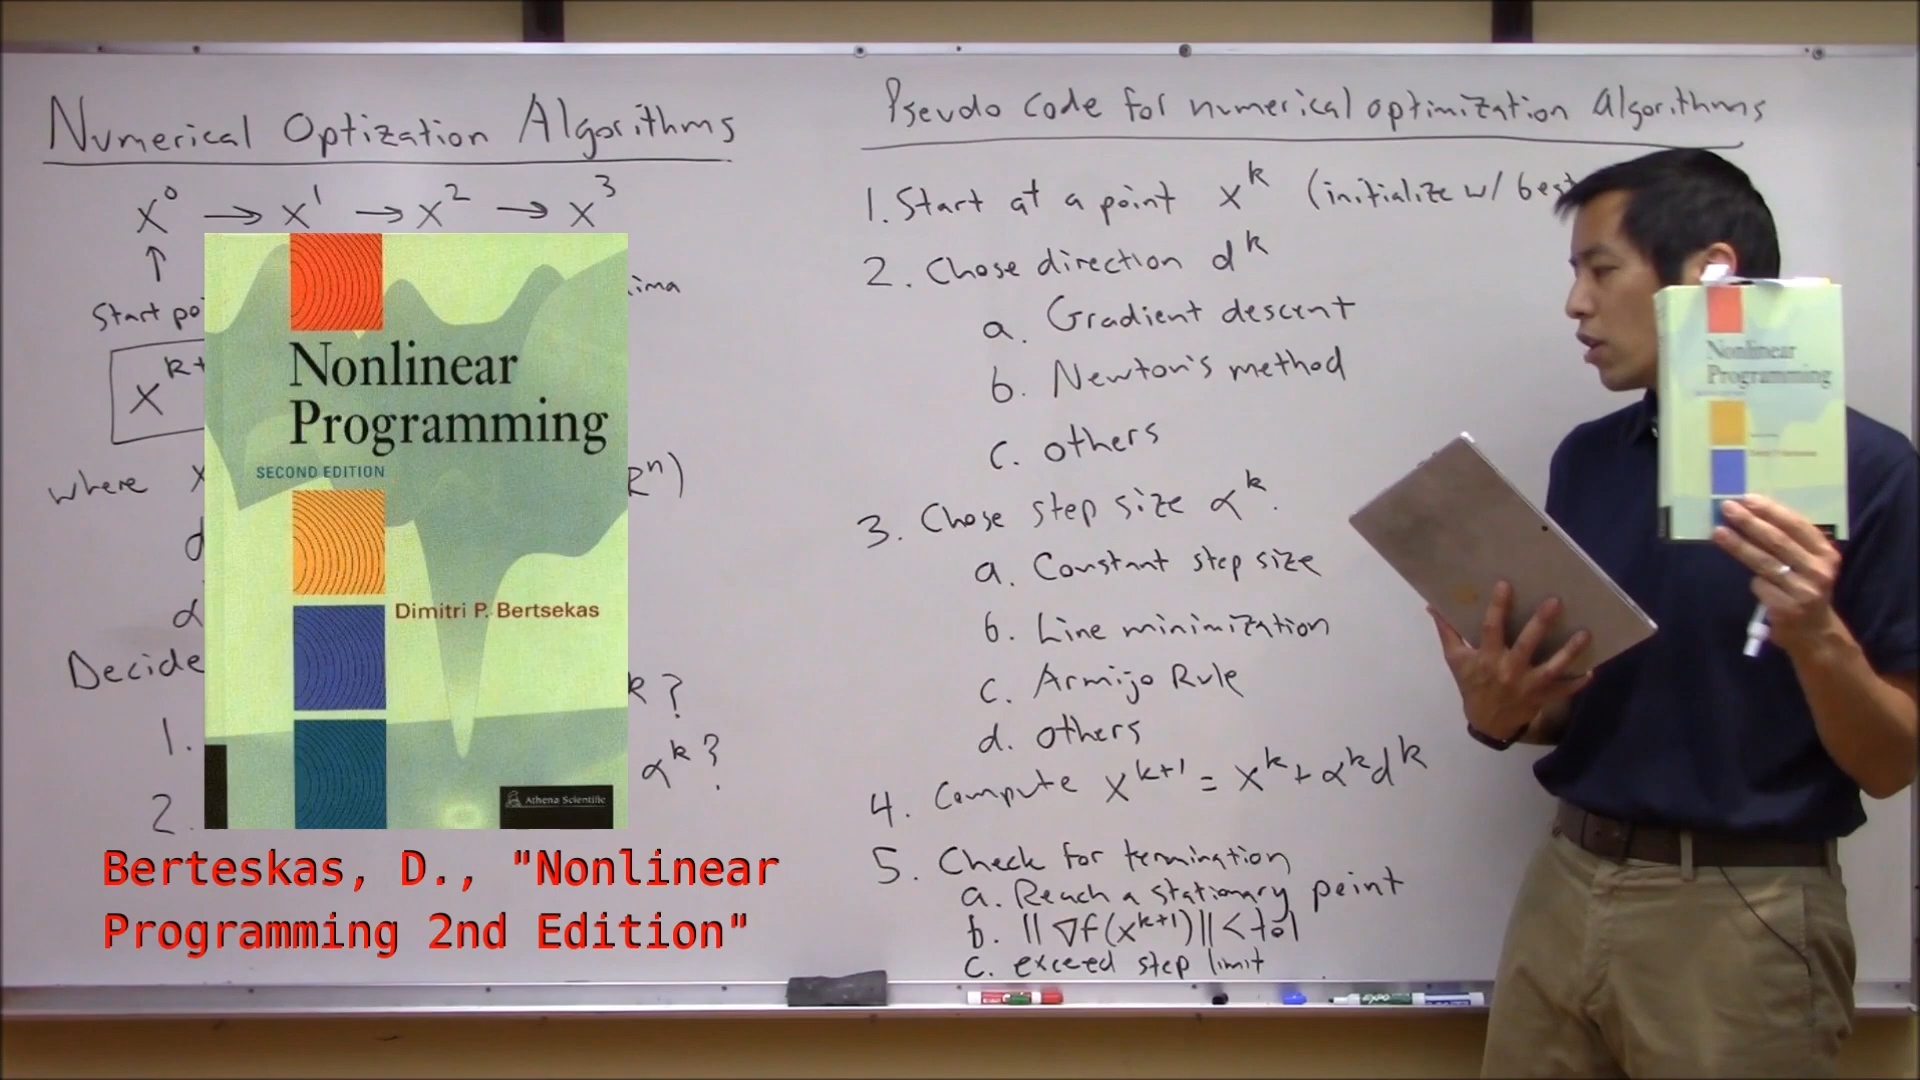 Numerical Optization Algorithms
x⁰ → x¹ → x² → x³
↑
Start
x^k+
where x
R^n)
d
α
Decide
k ?
1.
α^k ?
2.
Nonlinear
Programming
SECOND EDITION
Dimitri P. Bertsekas
Athena Scientific
Berteskas, D., "Nonlinear
Programming 2nd Edition"
Psevdo code for numerical optimization Algorithms
1. Start at a point x^k (initialize w/ best
2. Chose direction d^k
a. Gradient descent
b. Newton's method
c. others
3. Chose step size α^k.
a. Constant step size
b. Line minimization
c. Armijo Rule
d. others
4. Compute x^k+1 = x^k + α^k d^k
5. Check for termination
a. Reach a stationary point
b. ||∇f(x^k+1)|| < tol
c. exceed step limit
Nonlinear
Programming
EXPO